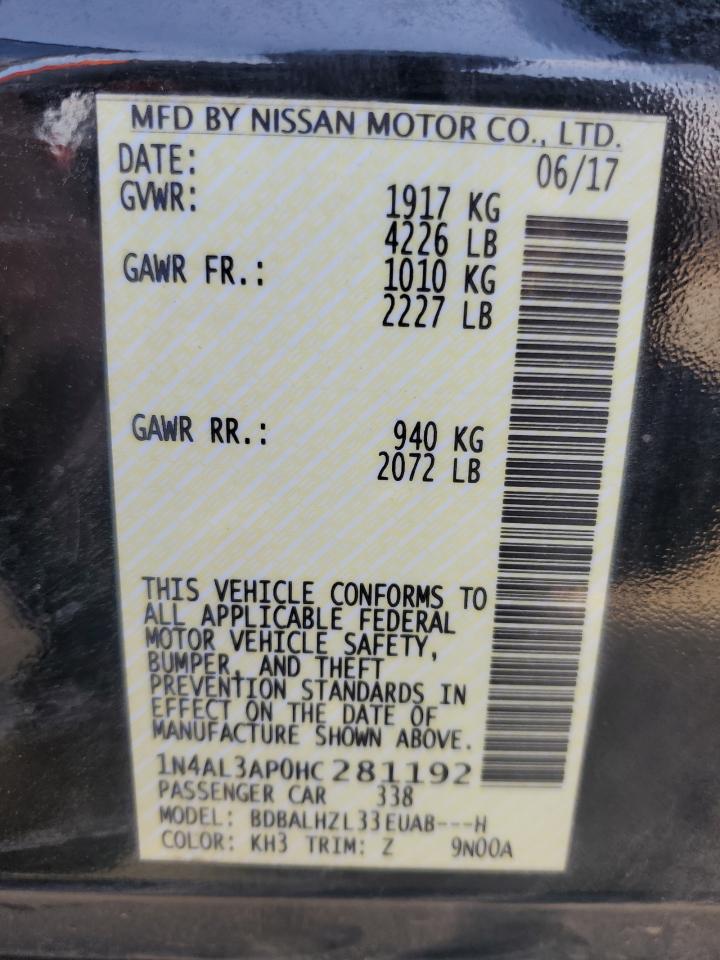 MFD BY NISSAN MOTOR CO., LTD.
DATE: 06/17
GVWR: 1917 KG
4226 LB
GAWR FR.: 1010 KG
2227 LB
GAWR RR.: 940 KG
2072 LB
THIS VEHICLE CONFORMS TO
ALL APPLICABLE FEDERAL
MOTOR VEHICLE SAFETY,
BUMPER, AND THEFT
PREVENTION STANDARDS IN
EFFECT ON THE DATE OF
MANUFACTURE SHOWN ABOVE.
1N4AL3AP0HC281192
PASSENGER CAR 338
MODEL: BDBALHZL33EUAB---H
COLOR: KH3 TRIM: Z 9N00A